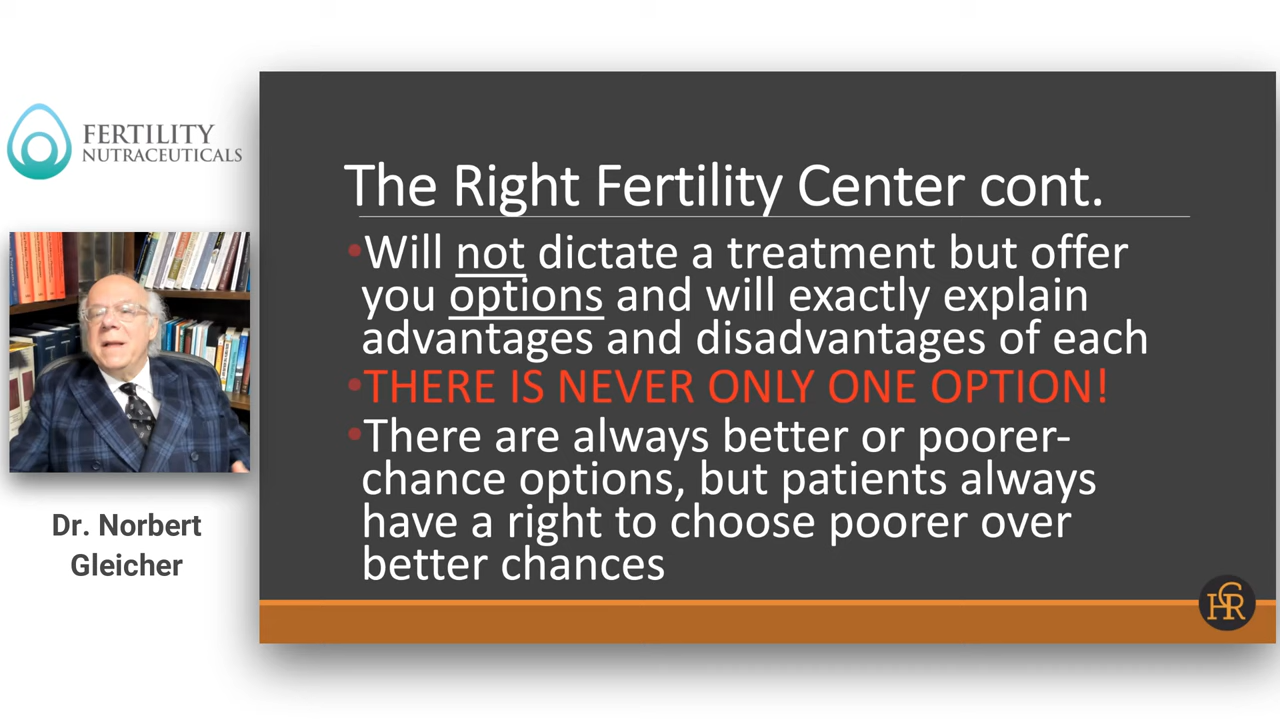 FERTILITY
NUTRACEUTICALS
Dr. Norbert
Gleicher
The Right Fertility Center cont.
•Will not dictate a treatment but offer
you options and will exactly explain
advantages and disadvantages of each
•THERE IS NEVER ONLY ONE OPTION!
•There are always better or poorer-
chance options, but patients always
have a right to choose poorer over
better chances
CHR